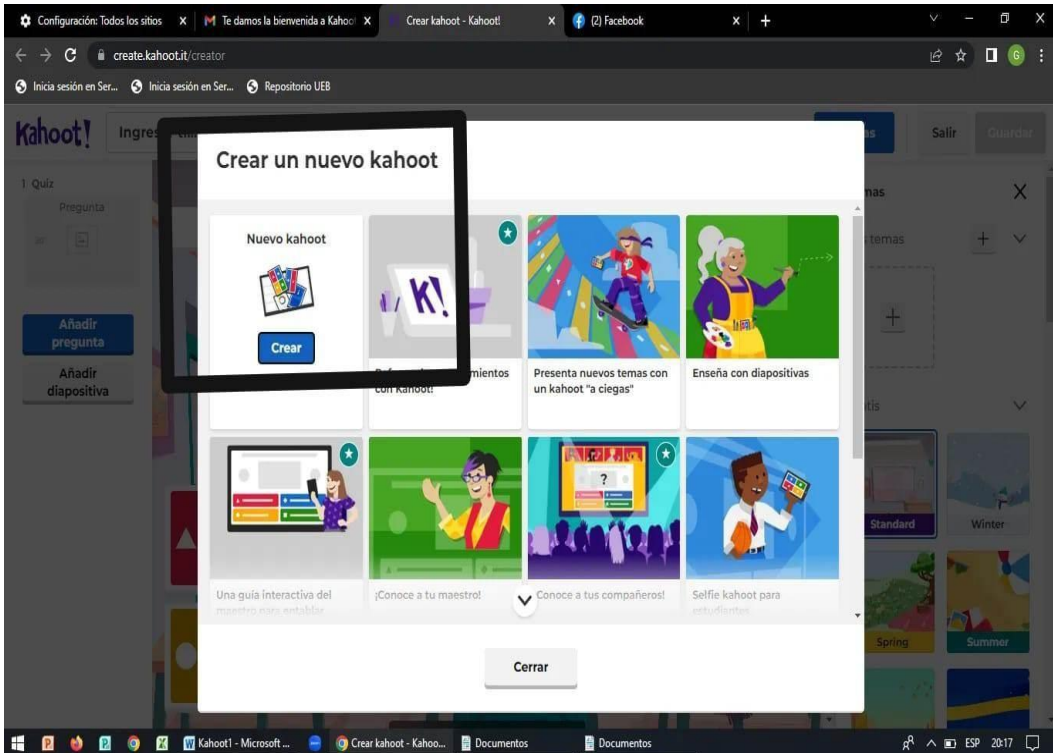 Configuración: Todos los sitios
Te damos la bienvenida a Kahoo
Crear kahoot - Kahoot!
(2) Facebook
create.kahoot.it/creator
G
Inicia sesión en Ser...
Inicia sesión en Ser...
Repositorio UEB
Kahoot!
Salir
Guardar
Crear un nuevo kahoot
1 Quiz
Pregunta
Añadir pregunta
Añadir diapositiva
Nuevo kahoot
Crear
K!
con Kahoot!
Presenta nuevos temas con
un kahoot "a ciegas"
Enseña con diapositivas
?
Una guía interactiva del
maestro para entablar
¡Conoce a tu maestro!
¡Conoce a tus compañeros!
Selfie kahoot para
estudiantes
Cerrar
Standard
Winter
Spring
Summer
Kahoot1 - Microsoft ...
Crear kahoot - Kahoo...
Documentos
Documentos
ESP
20:17